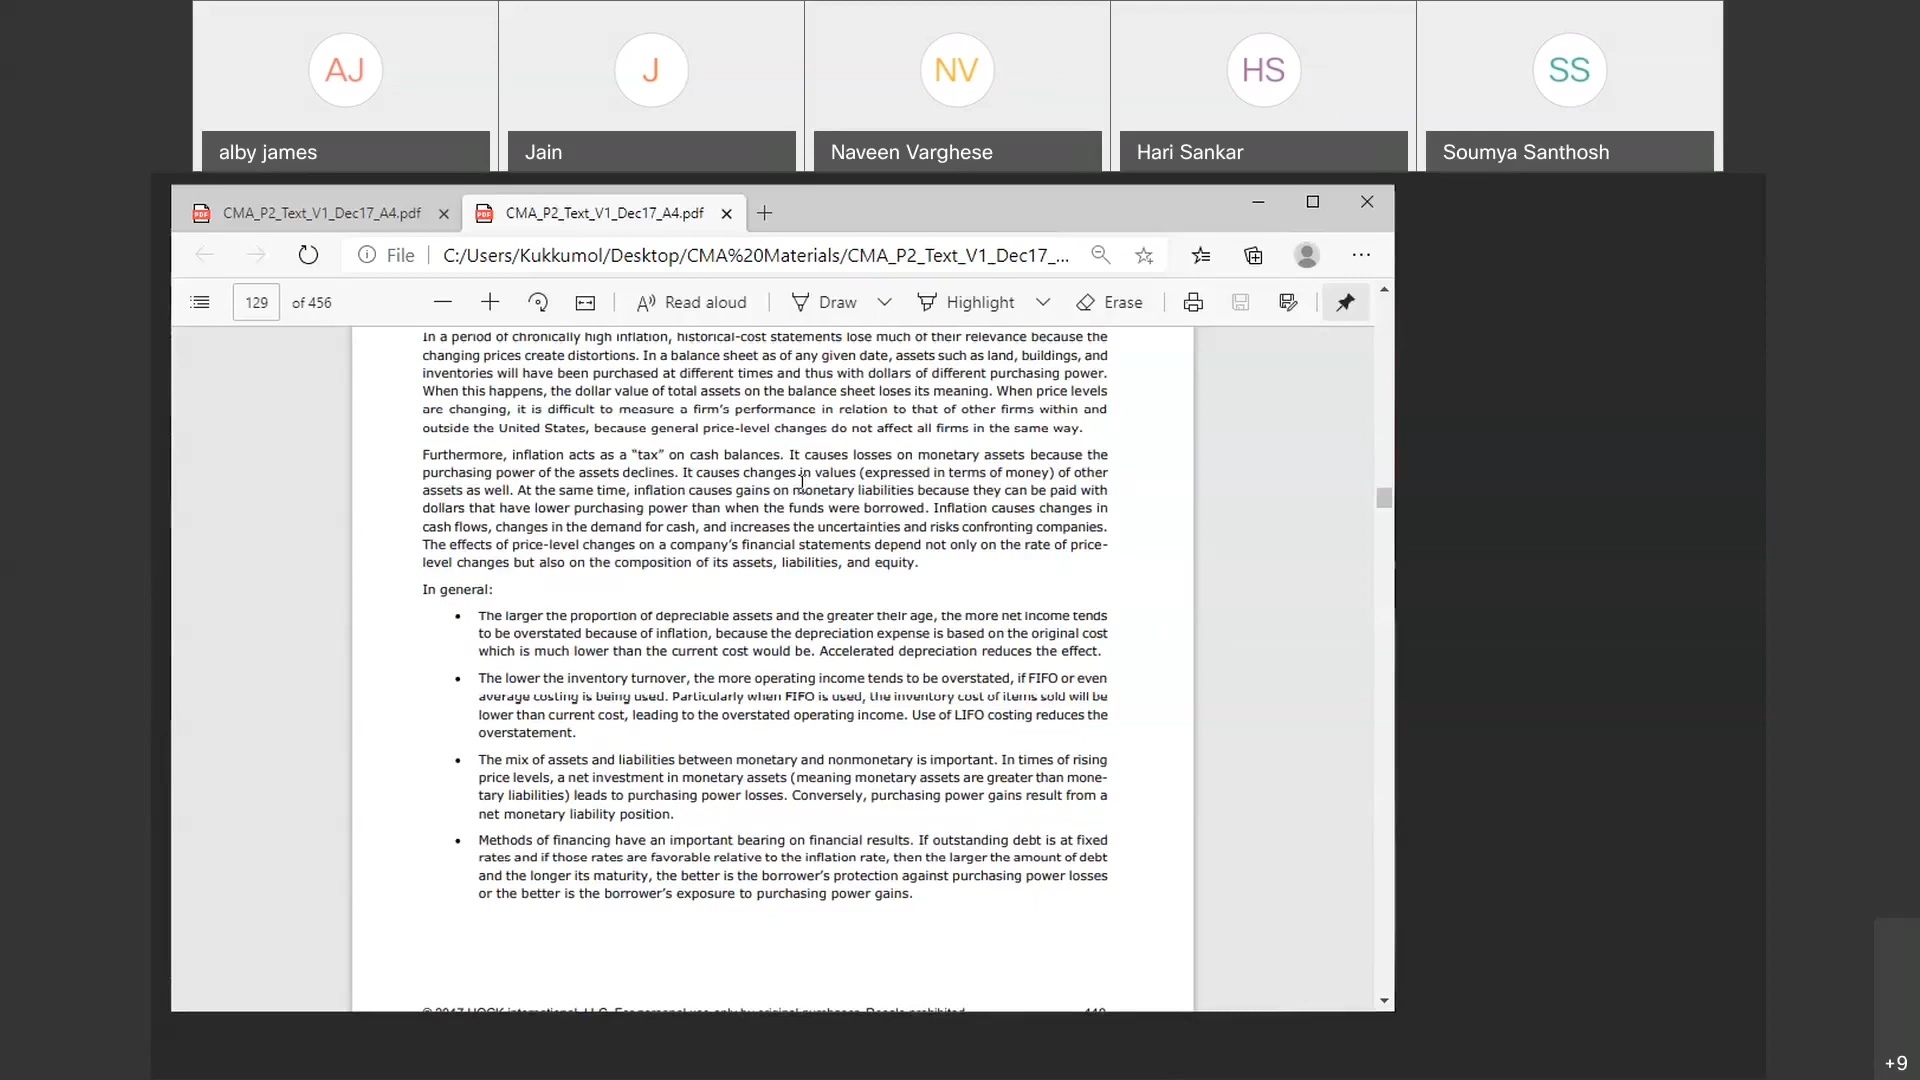 AJ
J
NV
HS
SS
alby james
Jain
Naveen Varghese
Hari Sankar
Soumya Santhosh
CMA_P2_Text_V1_Dec17_A4.pdf
CMA_P2_Text_V1_Dec17_A4.pdf
File
C:/Users/Kukkumol/Desktop/CMA%20Materials/CMA_P2_Text_V1_Dec17_...
129 of 456
Read aloud
Draw
Highlight
Erase
In a period of chronically high inflation, historical-cost statements lose much of their relevance because the
changing prices create distortions. In a balance sheet as of any given date, assets such as land, buildings, and
inventories will have been purchased at different times and thus with dollars of different purchasing power.
When this happens, the dollar value of total assets on the balance sheet loses its meaning. When price levels
are changing, it is difficult to measure a firm's performance in relation to that of other firms within and
outside the United States, because general price-level changes do not affect all firms in the same way.
Furthermore, inflation acts as a “tax” on cash balances. It causes losses on monetary assets because the
purchasing power of the assets declines. It causes changes in values (expressed in terms of money) of other
assets as well. At the same time, inflation causes gains on monetary liabilities because they can be paid with
dollars that have lower purchasing power than when the funds were borrowed. Inflation causes changes in
cash flows, changes in the demand for cash, and increases the uncertainties and risks confronting companies.
The effects of price-level changes on a company's financial statements depend not only on the rate of price-
level changes but also on the composition of its assets, liabilities, and equity.
In general:
• The larger the proportion of depreciable assets and the greater their age, the more net income tends
to be overstated because of inflation, because the depreciation expense is based on the original cost
which is much lower than the current cost would be. Accelerated depreciation reduces the effect.
• The lower the inventory turnover, the more operating income tends to be overstated, if FIFO or even
average costing is being used. Particularly when FIFO is used, the inventory cost of items sold will be
lower than current cost, leading to the overstated operating income. Use of LIFO costing reduces the
overstatement.
• The mix of assets and liabilities between monetary and nonmonetary is important. In times of rising
price levels, a net investment in monetary assets (meaning monetary assets are greater than mone-
tary liabilities) leads to purchasing power losses. Conversely, purchasing power gains result from a
net monetary liability position.
• Methods of financing have an important bearing on financial results. If outstanding debt is at fixed
rates and if those rates are favorable relative to the inflation rate, then the larger the amount of debt
and the longer its maturity, the better is the borrower's protection against purchasing power losses
or the better is the borrower's exposure to purchasing power gains.
+9